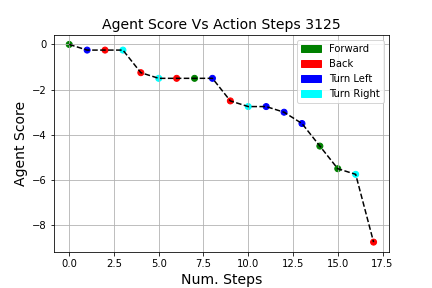 Agent Score Vs Action Steps 3125
Forward
Back
Turn Left
Turn Right
Agent Score
0
−2
−4
−6
−8
0.0 2.5 5.0 7.5 10.0 12.5 15.0 17.5
Num. Steps